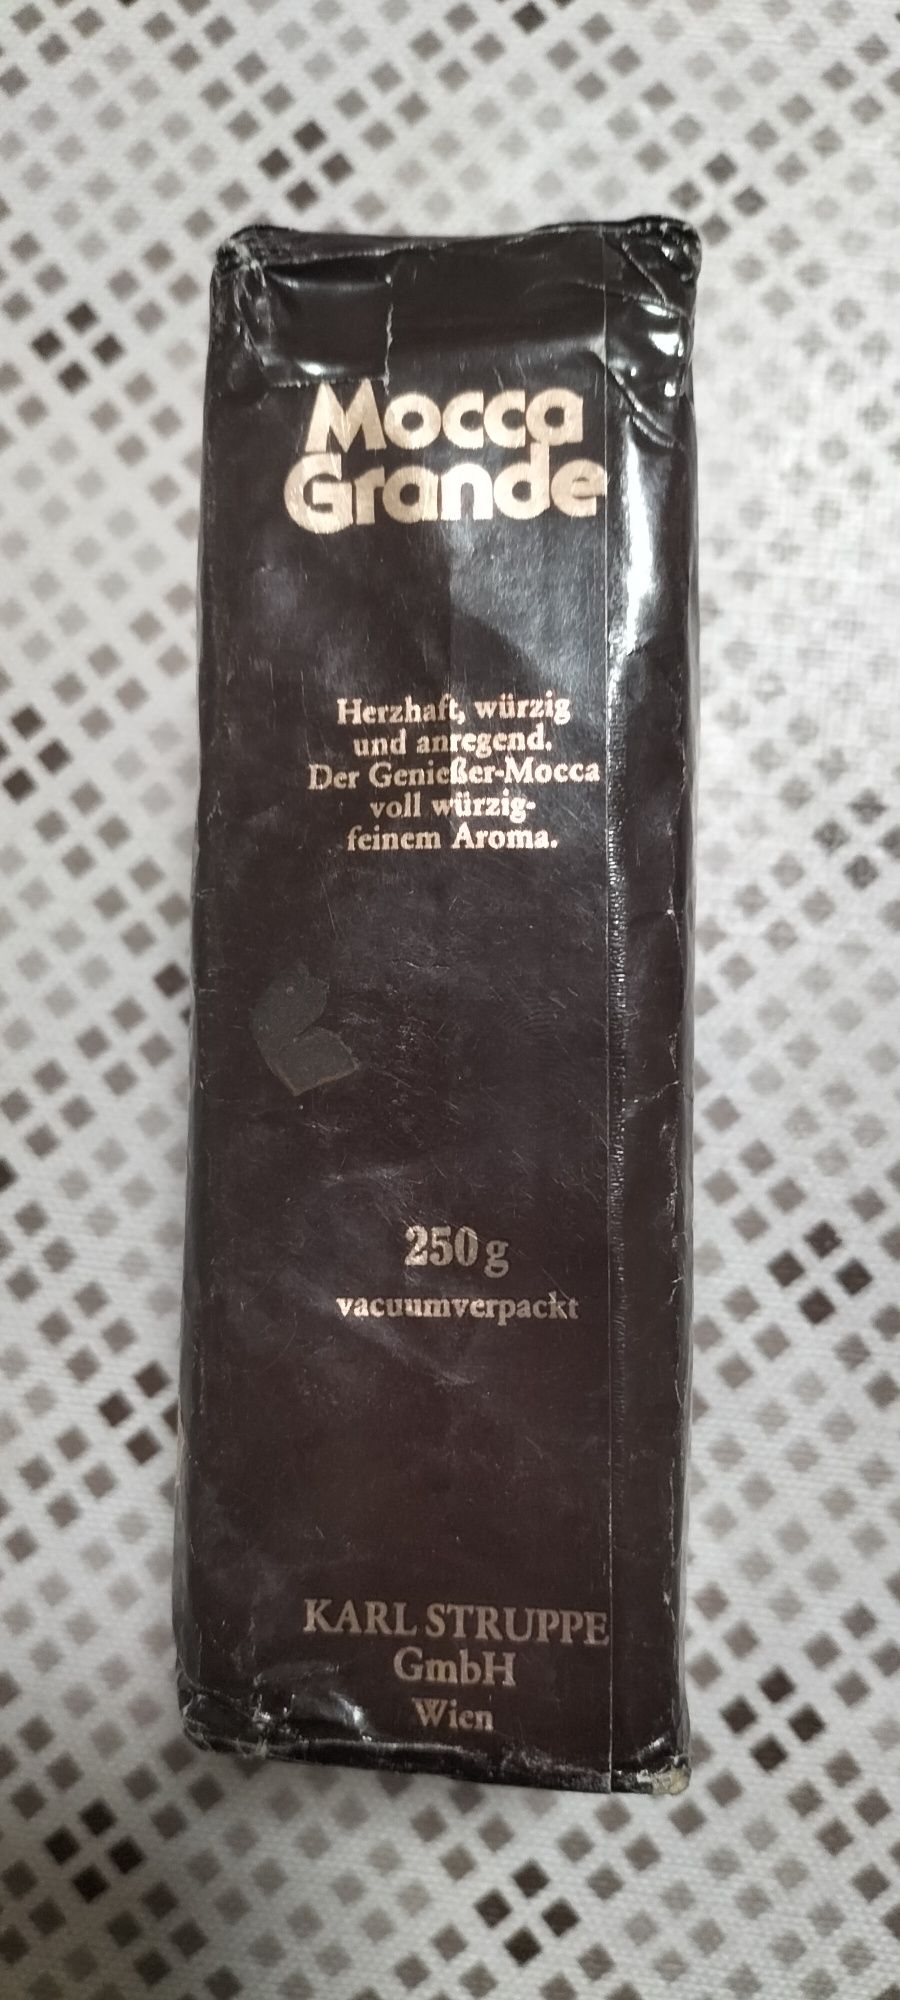 Mocca
Grande
Herzhaft, würzig
und anregend.
Der Genießer-Mocca
voll würzig-
feinem Aroma.
250 g
vacuumverpackt
KARL STRUPPE
GmbH
Wien